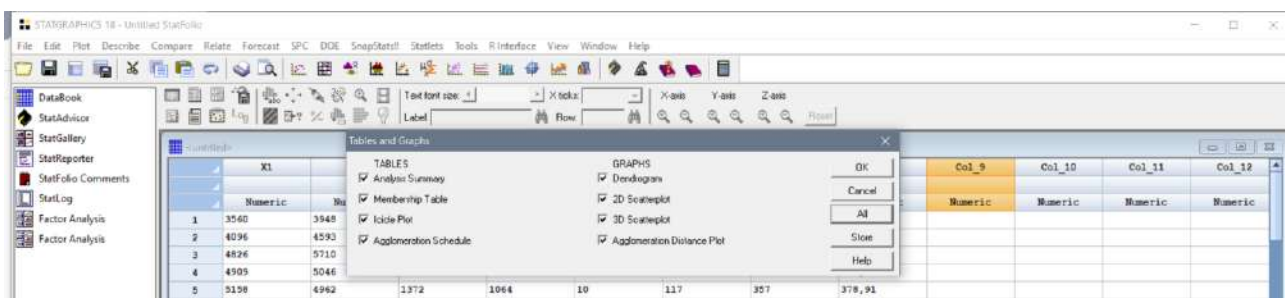 STATGRAPHICS 18 - Untitled StatFolio
File Edit Plot Describe Compare Relate Forecast SPC DOE SnapStats!! Statlets Tools R Interface View Window Help
Text font size: X ticks: X-axis Y-axis Z-axis
Label Row Reset
DataBook
StatAdvisor
StatGallery
StatReporter
StatFolio Comments
StatLog
Factor Analysis
Factor Analysis
<untitled>
Tables and Graphs
TABLES GRAPHS
Analysis Summary Dendrogram
Membership Table 2D Scatterplot
Icicle Plot 3D Scatterplot
Agglomeration Schedule Agglomeration Distance Plot
OK
Cancel
All
Store
Help
X1 Col_9 Col_10 Col_11 Col_12
Numeric Numeric Numeric Numeric Numeric
1 3560 3948
2 4096 4593
3 4826 5710
4 4909 5046
5 5158 4962 1372 1064 10 117 357 378,91